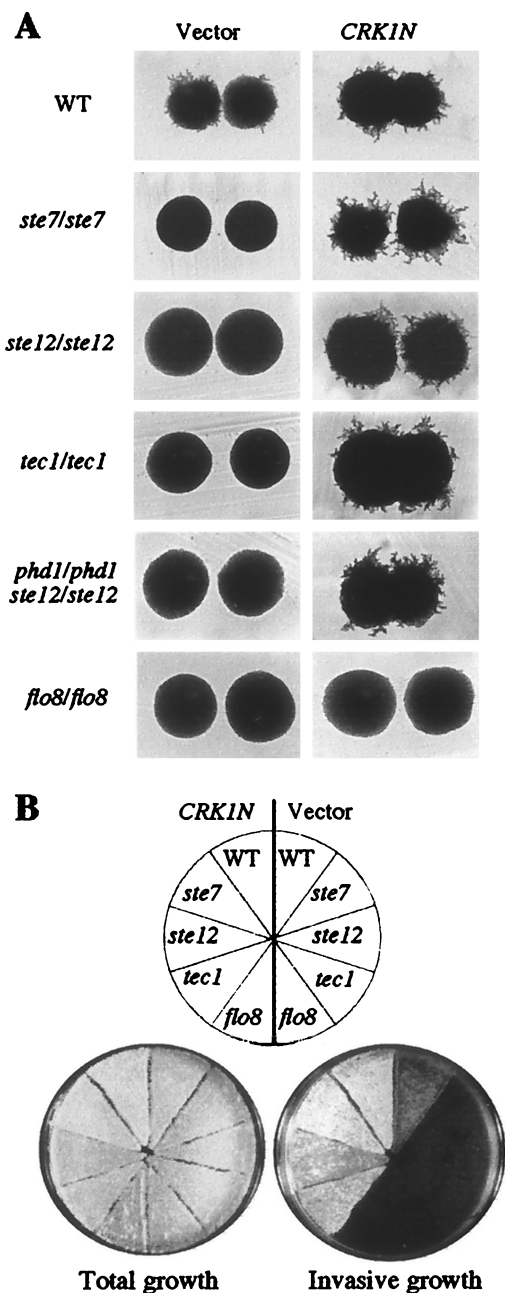 A
Vector CRK1N
WT
ste7/ste7
ste12/ste12
tec1/tec1
phd1/phd1
ste12/ste12
flo8/flo8
B
CRK1N Vector
WT WT
ste7 ste7
ste12 ste12
tec1 tec1
flo8 flo8
Total growth Invasive growth